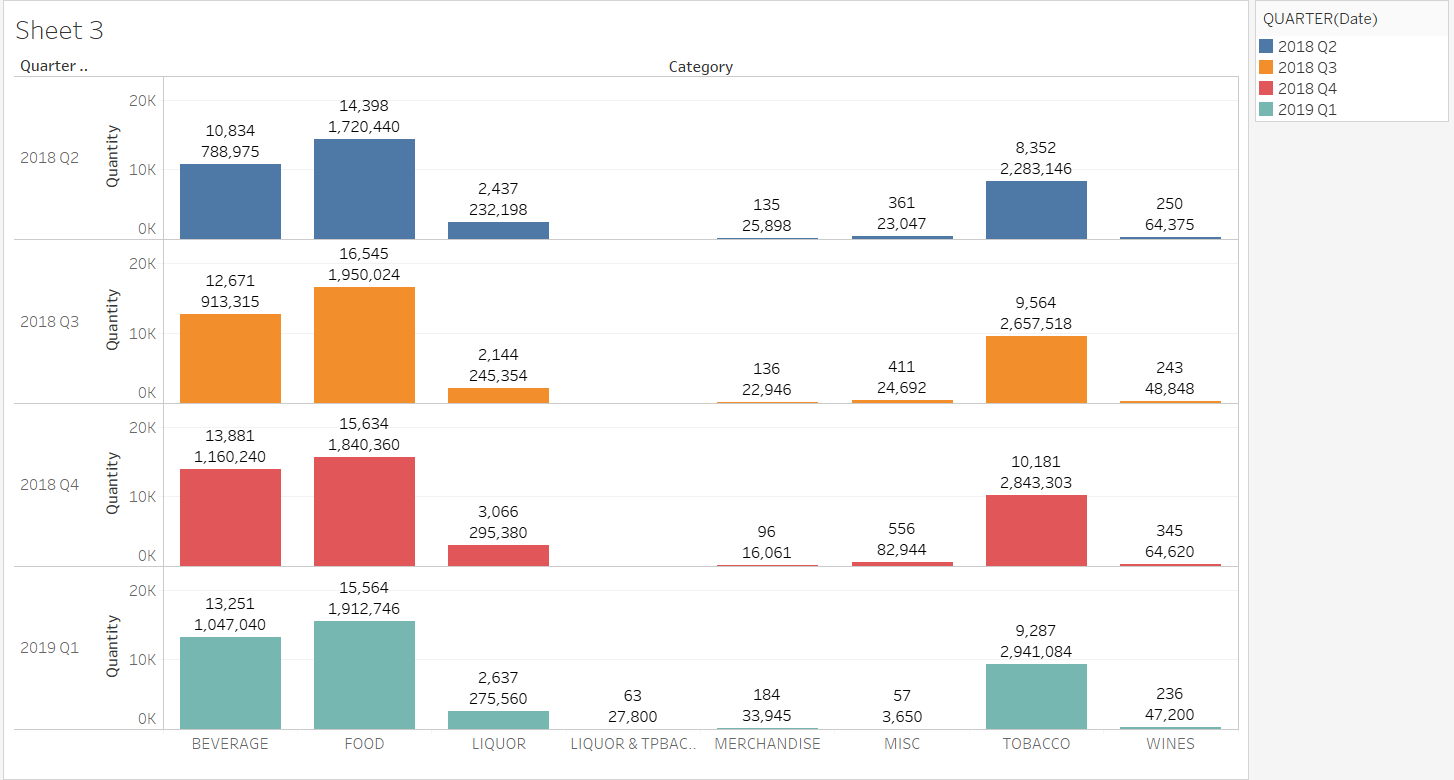 Sheet 3
Quarter ..
Category
2018 Q2
Quantity
20K
10K
0K
10,834
788,975
14,398
1,720,440
2,437
232,198
135
25,898
361
23,047
8,352
2,283,146
250
64,375
2018 Q3
Quantity
20K
10K
0K
12,671
913,315
16,545
1,950,024
2,144
245,354
136
22,946
411
24,692
9,564
2,657,518
243
48,848
2018 Q4
Quantity
20K
10K
0K
13,881
1,160,240
15,634
1,840,360
3,066
295,380
96
16,061
556
82,944
10,181
2,843,303
345
64,620
2019 Q1
Quantity
20K
10K
0K
13,251
1,047,040
15,564
1,912,746
2,637
275,560
63
27,800
184
33,945
57
3,650
9,287
2,941,084
236
47,200
BEVERAGE
FOOD
LIQUOR
LIQUOR & TPBAC..
MERCHANDISE
MISC
TOBACCO
WINES
QUARTER(Date)
2018 Q2
2018 Q3
2018 Q4
2019 Q1